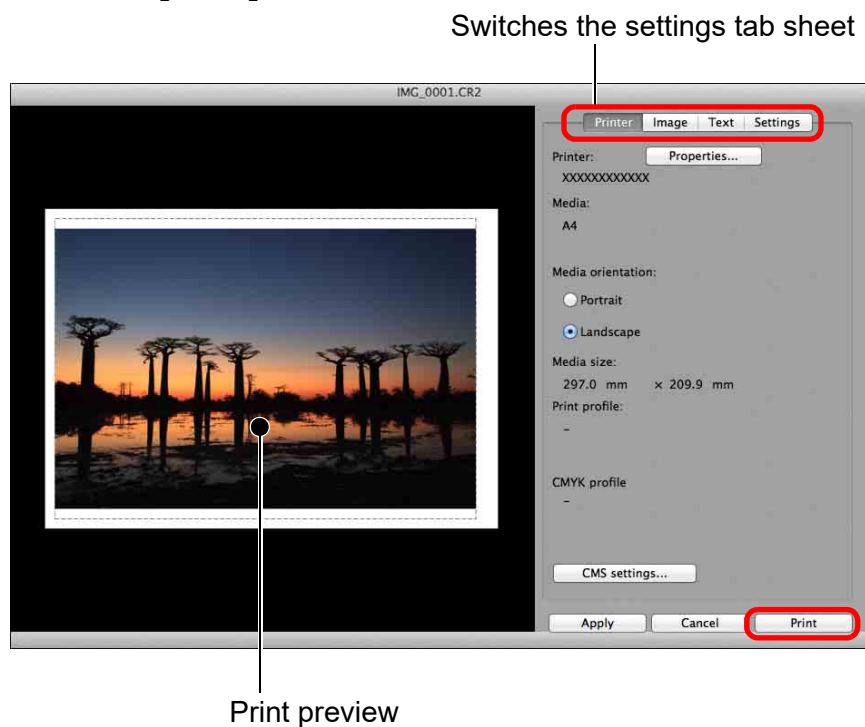 Switches the settings tab sheet
IMG_0001.CR2
Printer Image Text Settings
Printer: Properties...
XXXXXXXXXXXX
Media:
A4
Media orientation:
Portrait
Landscape
Media size:
297.0 mm × 209.9 mm
Print profile:
–
CMYK profile
–
CMS settings...
Apply Cancel Print
Print preview